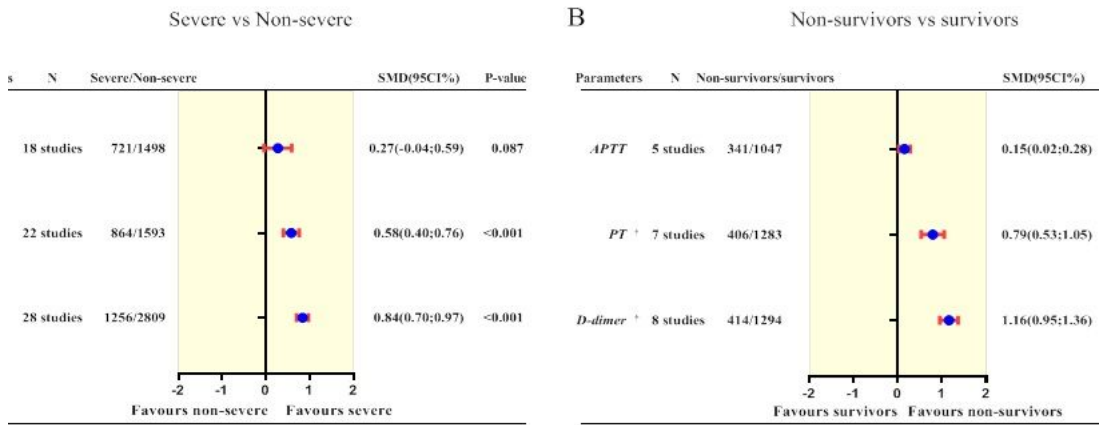 Severe vs Non-severe
s N Severe/Non-severe SMD(95CI%) P-value
18 studies 721/1498 0.27(-0.04;0.59) 0.087
22 studies 864/1593 0.58(0.40;0.76) <0.001
28 studies 1256/2809 0.84(0.70;0.97) <0.001
-2 -1 0 1 2
Favours non-severe Favours severe
B Non-survivors vs survivors
Parameters N Non-survivors/survivors SMD(95CI%)
APTT 5 studies 341/1047 0.15(0.02;0.28)
PT † 7 studies 406/1283 0.79(0.53;1.05)
D-dimer † 8 studies 414/1294 1.16(0.95;1.36)
-2 -1 0 1 2
Favours survivors Favours non-survivors